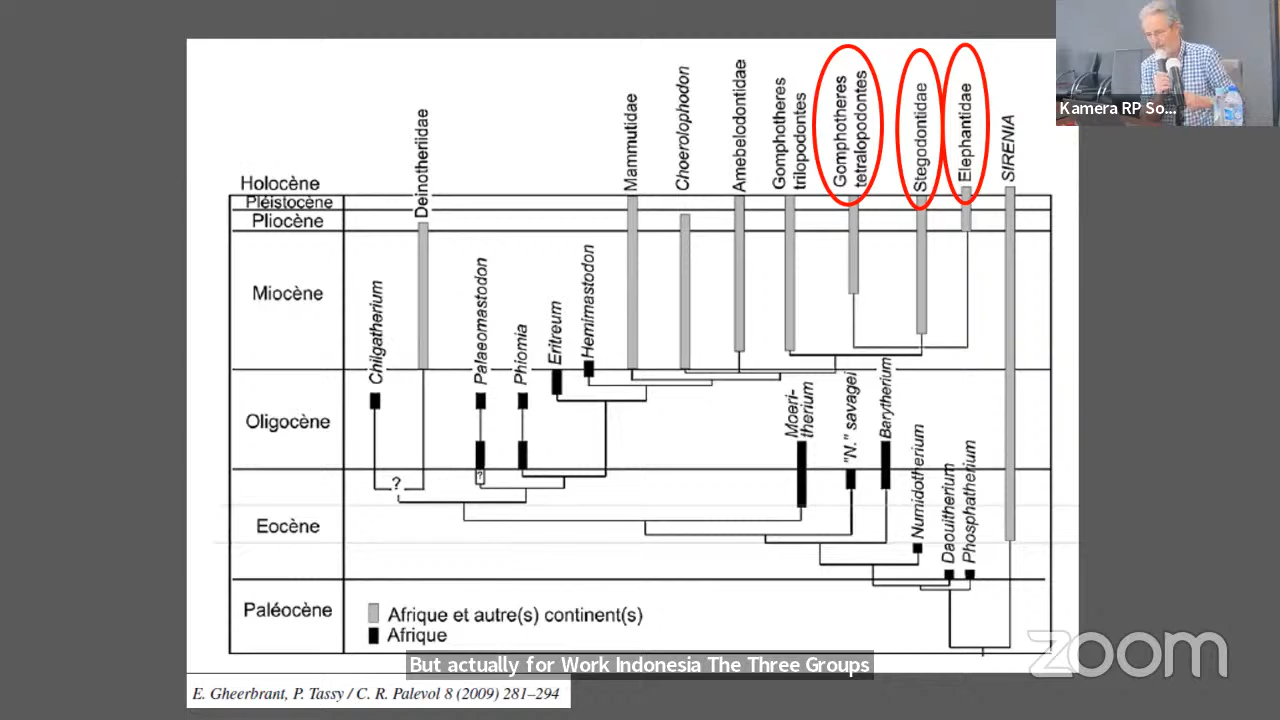 Kamera RP So...
Deinotheriidae
Mammutidae
Choerolophodon
Amebelodontidae
Gomphotheres
trilopodontes
Gomphotheres
tetralopodontes
Stegodontidae
Elephantidae
SIRENIA
Holocène
Pléistocène
Pliocène
Miocène
Chilgatherium
Palaeomastodon
Phiomia
Eritreum
Hemimastodon
Oligocène
Moeri-
therium
"N." savagei
Barytherium
?
?
Eocène
Numidotherium
Daouitherium
Phosphatherium
Paléocène
Afrique et autre(s) continent(s)
Afrique
zoom
But actually for Work Indonesia The Three Groups
E. Gheerbrant, P. Tassy / C. R. Palevol 8 (2009) 281–294